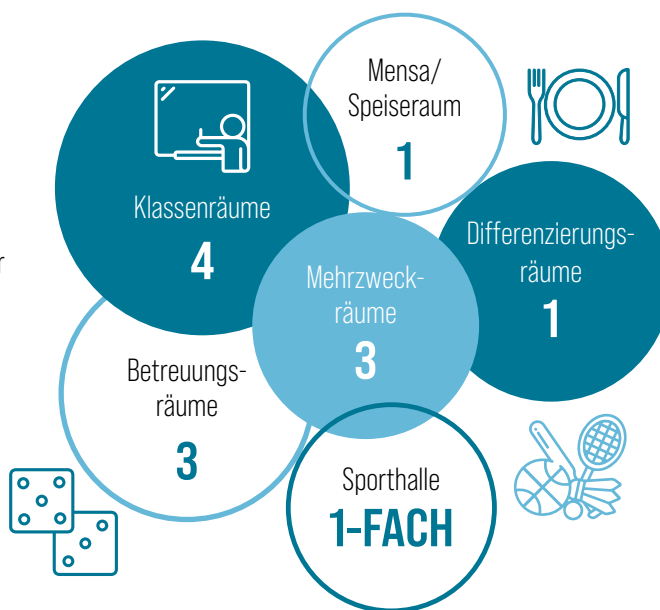 Mensa/
Speiseraum
1
Klassenräume
4
Differenzierungs-
räume
1
r
Mehrzweck-
räume
3
Betreuungs-
räume
3
Sporthalle
1-FACH